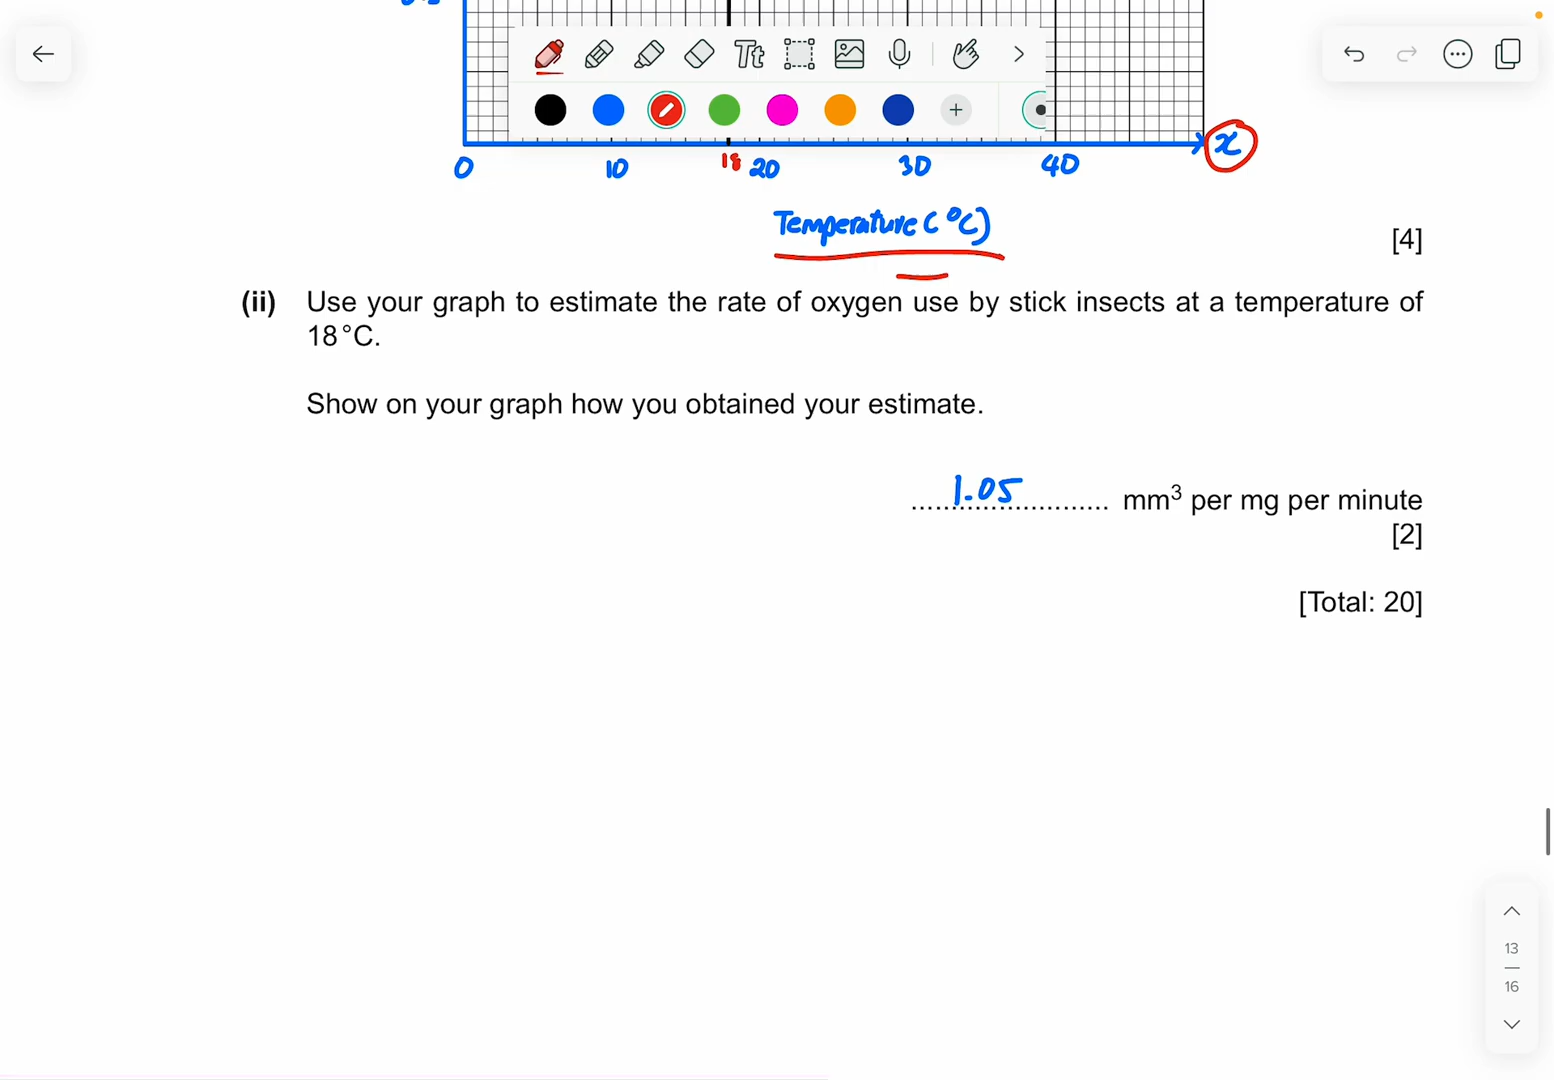 Tt
x
0 10 18 20 30 40
Temperature (°C)
[4]
(ii) Use your graph to estimate the rate of oxygen use by stick insects at a temperature of
18 °C.
Show on your graph how you obtained your estimate.
1.05 mm³ per mg per minute
[2]
[Total: 20]
13
16